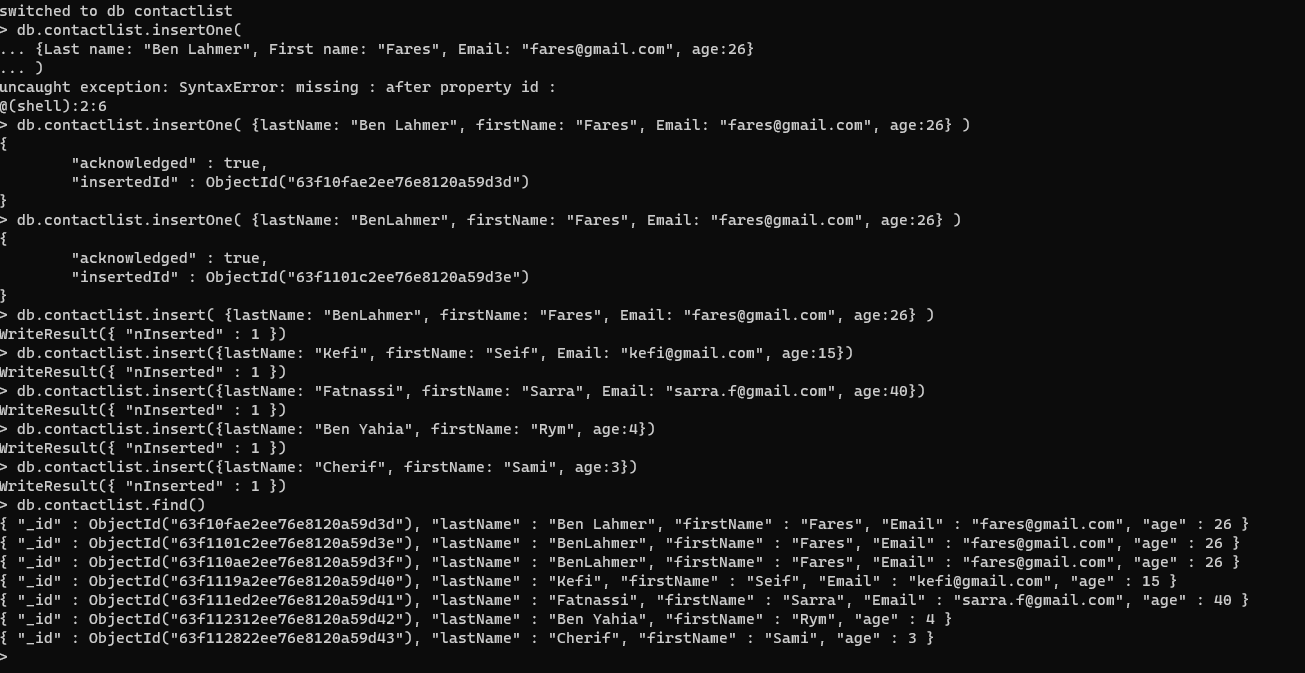 switched to db contactlist
> db.contactlist.insertOne(
... {Last name: "Ben Lahmer", First name: "Fares", Email: "fares@gmail.com", age:26}
... )
uncaught exception: SyntaxError: missing : after property id :
@(shell):2:6
> db.contactlist.insertOne( {lastName: "Ben Lahmer", firstName: "Fares", Email: "fares@gmail.com", age:26} )
{
        "acknowledged" : true,
        "insertedId" : ObjectId("63f10fae2ee76e8120a59d3d")
}
> db.contactlist.insertOne( {lastName: "BenLahmer", firstName: "Fares", Email: "fares@gmail.com", age:26} )
{
        "acknowledged" : true,
        "insertedId" : ObjectId("63f1101c2ee76e8120a59d3e")
}
> db.contactlist.insert( {lastName: "BenLahmer", firstName: "Fares", Email: "fares@gmail.com", age:26} )
WriteResult({ "nInserted" : 1 })
> db.contactlist.insert({lastName: "Kefi", firstName: "Seif", Email: "kefi@gmail.com", age:15})
WriteResult({ "nInserted" : 1 })
> db.contactlist.insert({lastName: "Fatnassi", firstName: "Sarra", Email: "sarra.f@gmail.com", age:40})
WriteResult({ "nInserted" : 1 })
> db.contactlist.insert({lastName: "Ben Yahia", firstName: "Rym", age:4})
WriteResult({ "nInserted" : 1 })
> db.contactlist.insert({lastName: "Cherif", firstName: "Sami", age:3})
WriteResult({ "nInserted" : 1 })
> db.contactlist.find()
{ "_id" : ObjectId("63f10fae2ee76e8120a59d3d"), "lastName" : "Ben Lahmer", "firstName" : "Fares", "Email" : "fares@gmail.com", "age" : 26 }
{ "_id" : ObjectId("63f1101c2ee76e8120a59d3e"), "lastName" : "BenLahmer", "firstName" : "Fares", "Email" : "fares@gmail.com", "age" : 26 }
{ "_id" : ObjectId("63f110ae2ee76e8120a59d3f"), "lastName" : "BenLahmer", "firstName" : "Fares", "Email" : "fares@gmail.com", "age" : 26 }
{ "_id" : ObjectId("63f1119a2ee76e8120a59d40"), "lastName" : "Kefi", "firstName" : "Seif", "Email" : "kefi@gmail.com", "age" : 15 }
{ "_id" : ObjectId("63f111ed2ee76e8120a59d41"), "lastName" : "Fatnassi", "firstName" : "Sarra", "Email" : "sarra.f@gmail.com", "age" : 40 }
{ "_id" : ObjectId("63f112312ee76e8120a59d42"), "lastName" : "Ben Yahia", "firstName" : "Rym", "age" : 4 }
{ "_id" : ObjectId("63f112822ee76e8120a59d43"), "lastName" : "Cherif", "firstName" : "Sami", "age" : 3 }
>